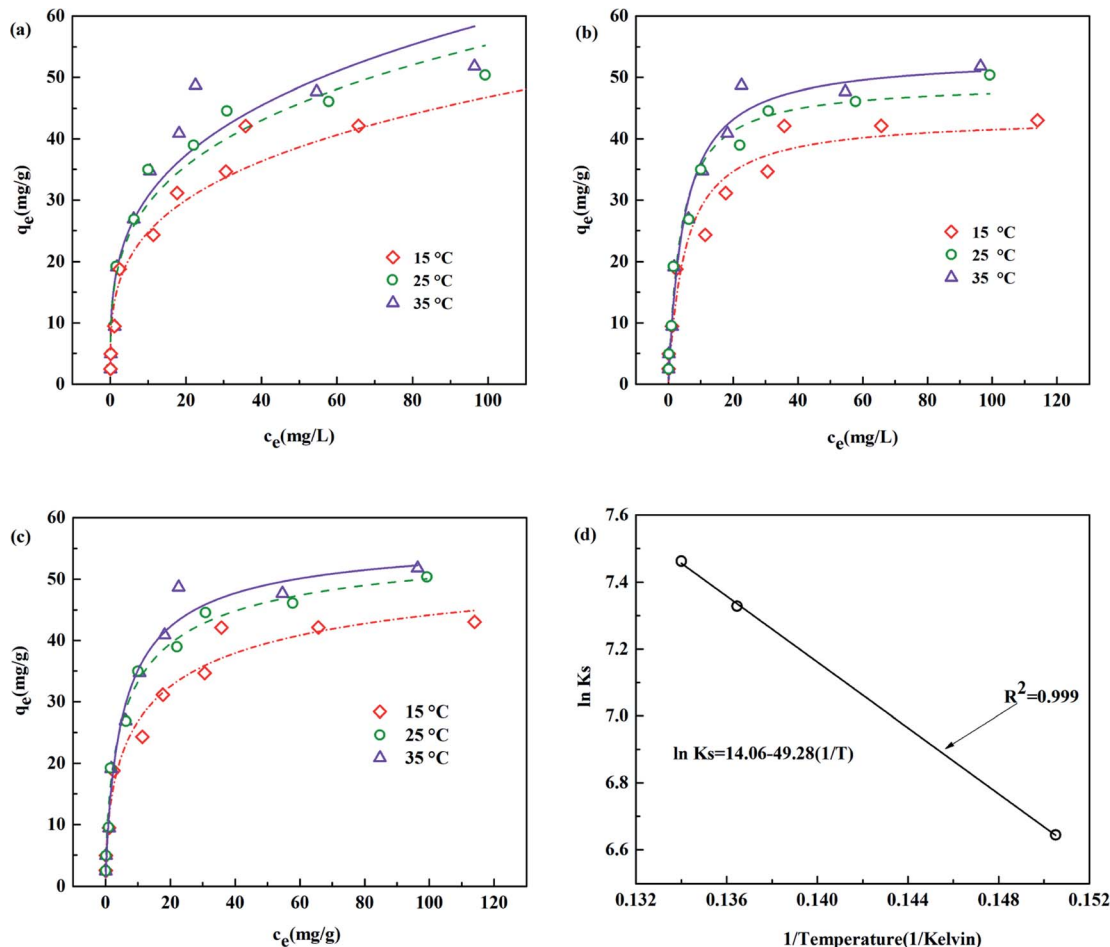 (a)
60
50
40
30
20
10
0
qe(mg/g)
15 °C
25 °C
35 °C
0 20 40 60 80 100
ce(mg/L)
(b)
60
50
40
30
20
10
0
qe(mg/g)
15 °C
25 °C
35 °C
0 20 40 60 80 100 120
ce(mg/L)
(c)
60
50
40
30
20
10
0
qe(mg/g)
15 °C
25 °C
35 °C
0 20 40 60 80 100 120
ce(mg/g)
(d)
7.6
7.4
7.2
7.0
6.8
6.6
ln Ks
R²=0.999
ln Ks=14.06-49.28(1/T)
0.132 0.136 0.140 0.144 0.148 0.152
1/Temperature(1/Kelvin)